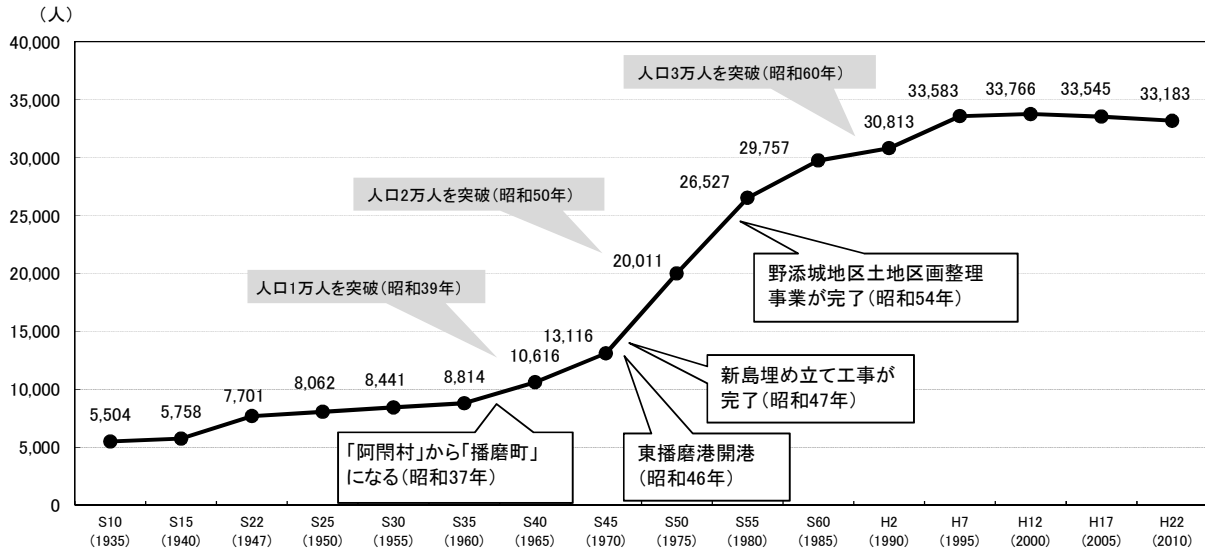 (人)
40,000
35,000
30,000
25,000
20,000
15,000
10,000
5,000
0
人口3万人を突破(昭和60年)
人口2万人を突破(昭和50年)
人口1万人を突破(昭和39年)
5,504
5,758
7,701
8,062
8,441
8,814
10,616
13,116
20,011
26,527
29,757
30,813
33,583
33,766
33,545
33,183
野添城地区土地区画整理
事業が完了(昭和54年)
新島埋め立て工事が
完了(昭和47年)
東播磨港開港
(昭和46年)
「阿閇村」から「播磨町」
になる(昭和37年)
S10 S15 S22 S25 S30 S35 S40 S45 S50 S55 S60 H2 H7 H12 H17 H22
(1935) (1940) (1947) (1950) (1955) (1960) (1965) (1970) (1975) (1980) (1985) (1990) (1995) (2000) (2005) (2010)